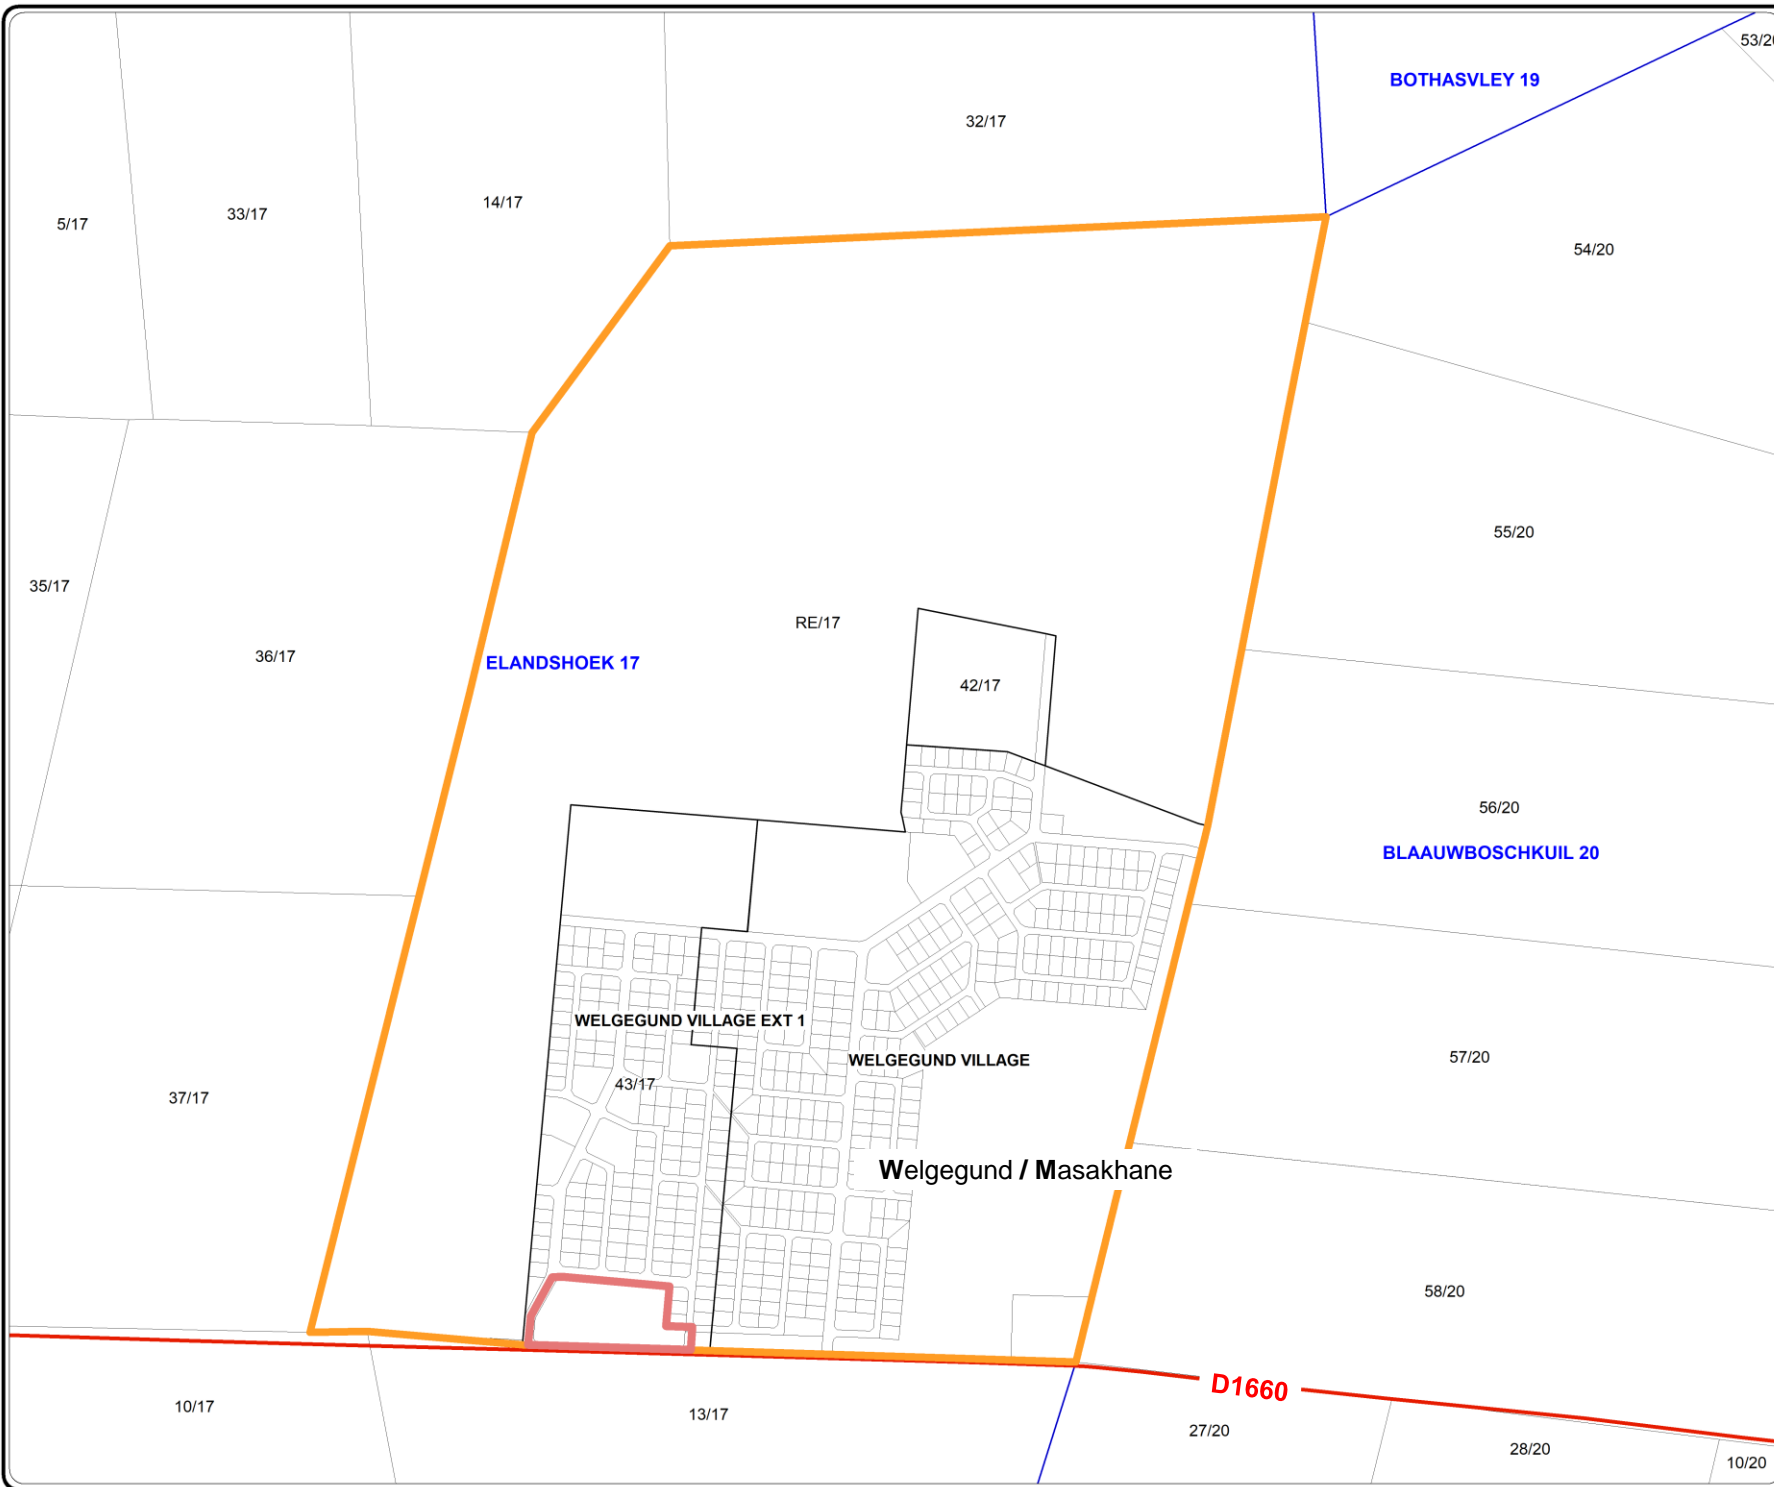 53/20
BOTHASVLEY 19
32/17
14/17
33/17
5/17
54/20
55/20
35/17
RE/17
36/17
ELANDSHOEK 17
42/17
56/20
BLAAUWBOSCHKUIL 20
WELGEGUND VILLAGE EXT 1
WELGEGUND VILLAGE
57/20
43/17
37/17
Welgegund / Masakhane
58/20
D1660
10/17
13/17
27/20
28/20
10/20